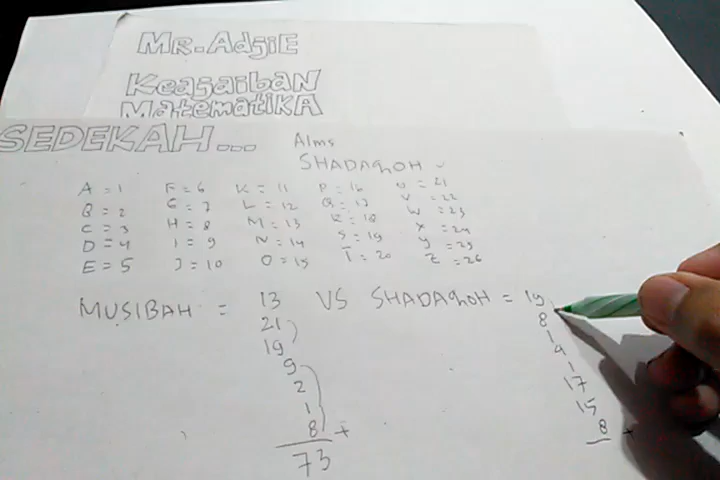 MR. AdjiE
Keajaiban
MatematiKA
SEDEKAH...
Alms
SHADAqhOH
A = 1 F = 6 K = 11 P = 16 U = 21
B = 2 G = 7 L = 12 Q = 17 V = 22
C = 3 H = 8 M = 13 R = 18 W = 23
D = 4 I = 9 N = 14 S = 19 X = 24
E = 5 J = 10 O = 15 T = 20 Y = 25
Z = 26
MUSIBAH = 13 VS SHADAqhOH = 19
21 8
19 1
9 4
2 1
1 17
8 + 15
73 8 +